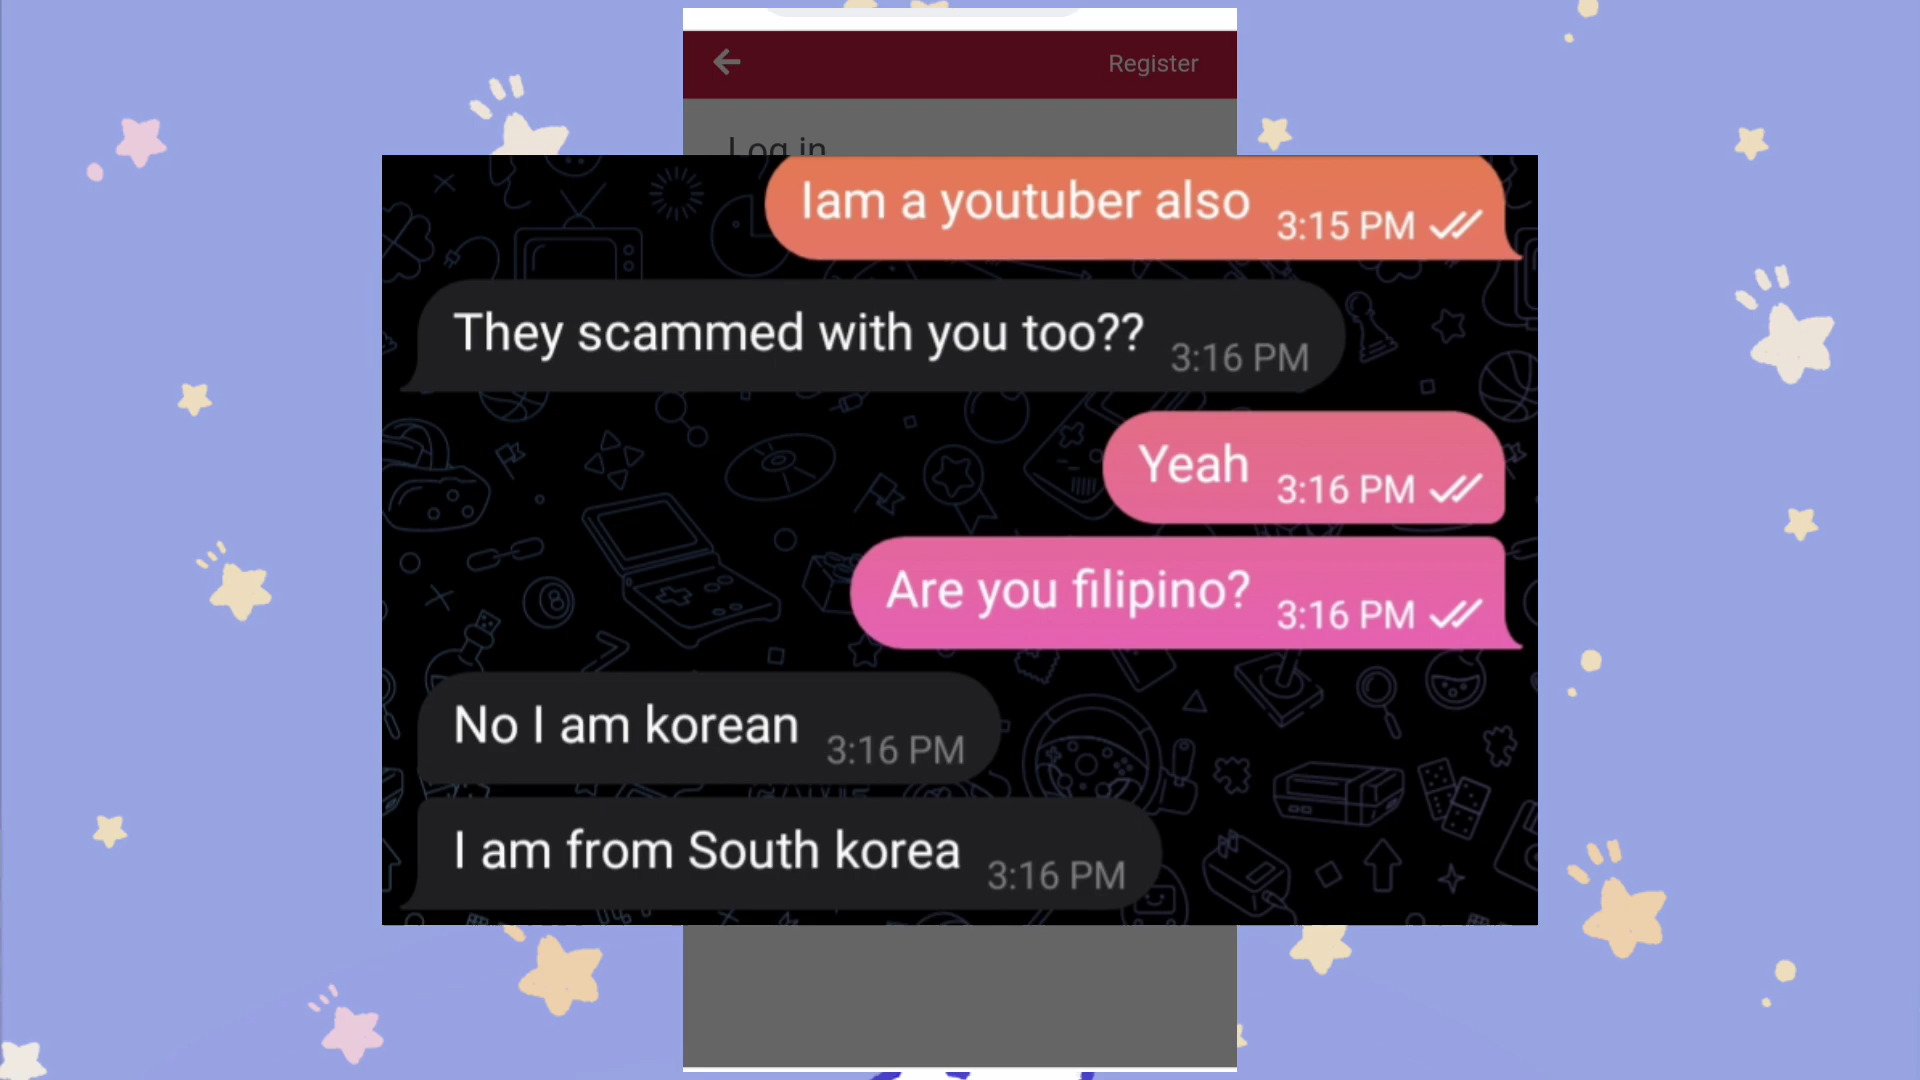 Register
Log in
Iam a youtuber also 3:15 PM
They scammed with you too?? 3:16 PM
Yeah 3:16 PM
Are you filipino? 3:16 PM
No I am korean 3:16 PM
I am from South korea 3:16 PM